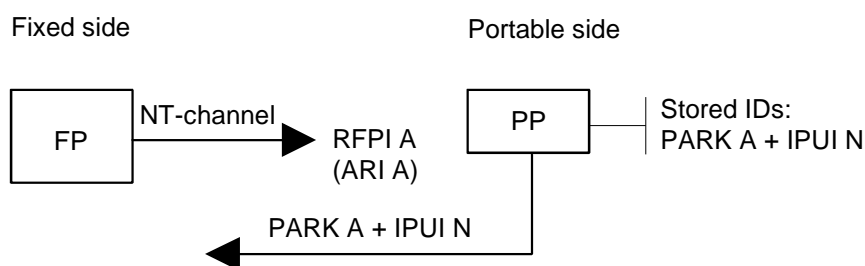 Fixed side
Portable side
FP
NT-channel
RFPI A
(ARI A)
PP
Stored IDs:
PARK A + IPUI N
PARK A + IPUI N